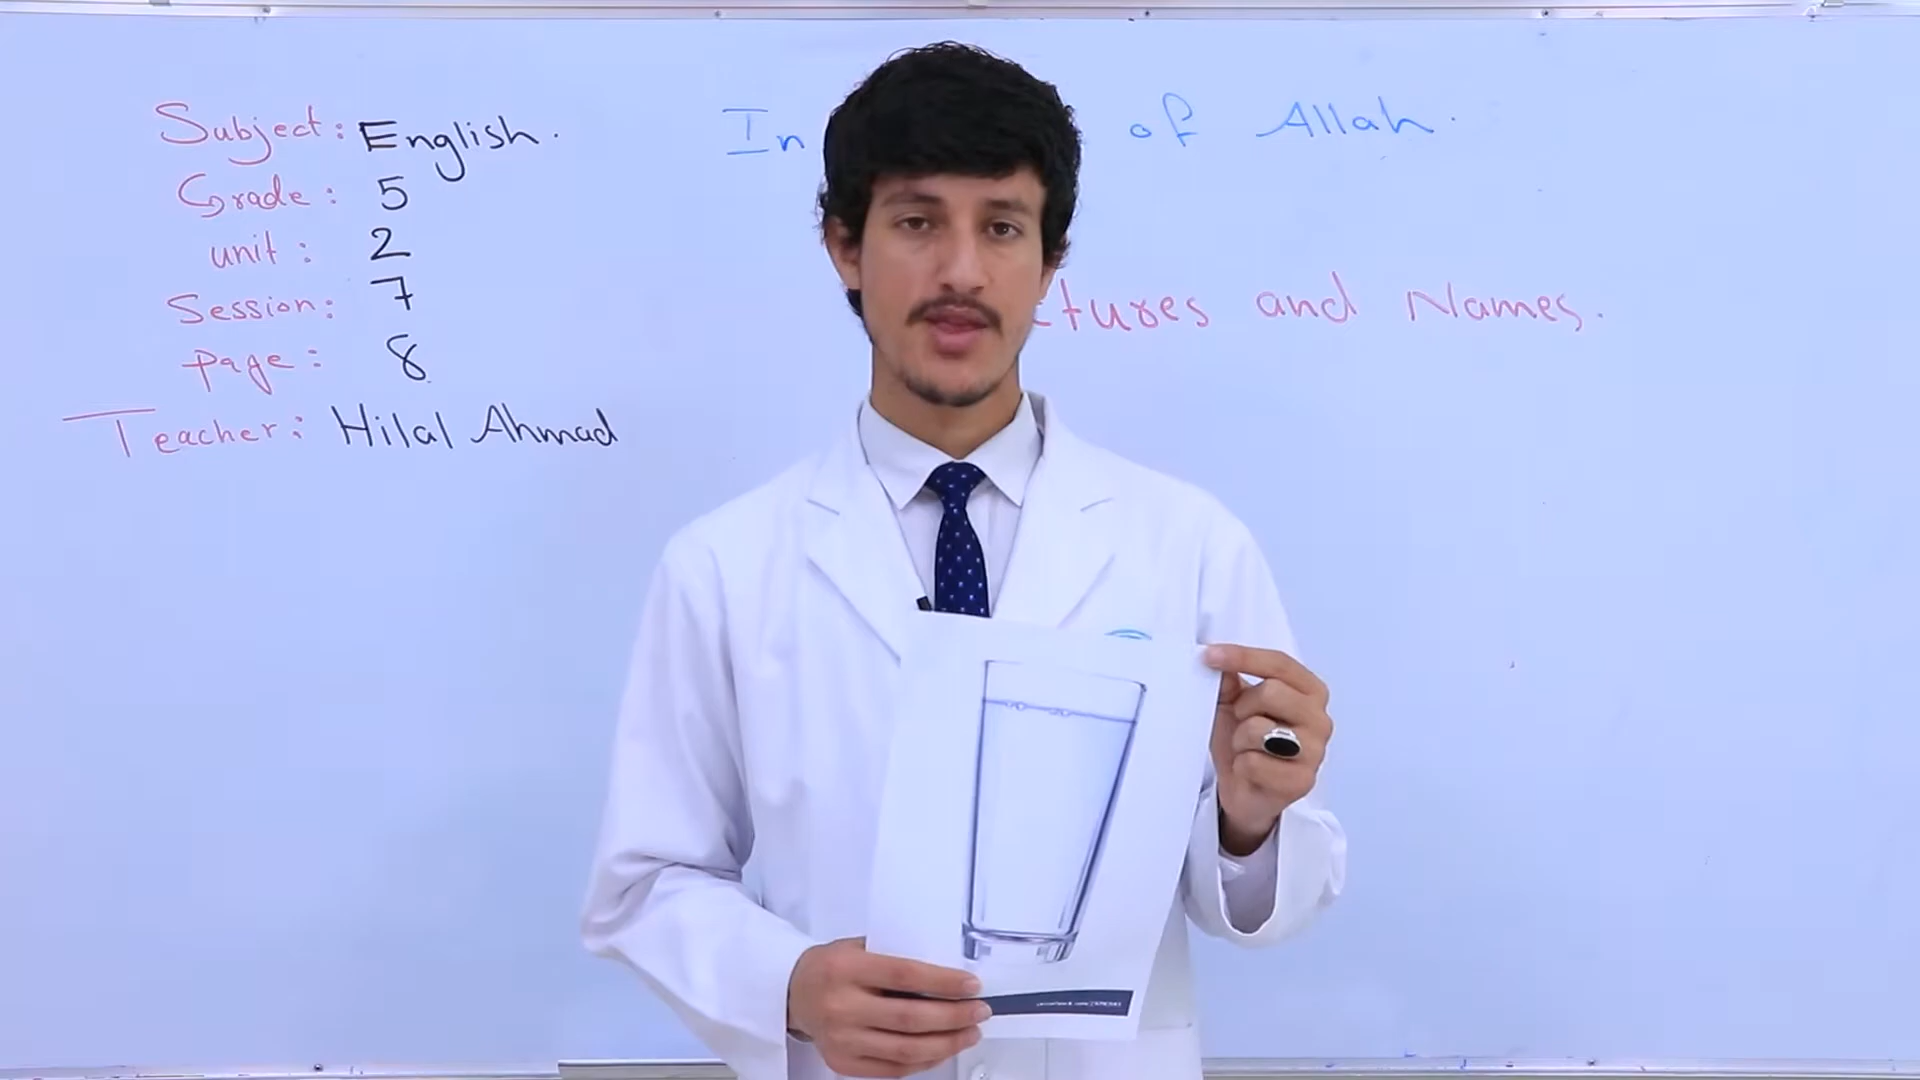 Subject: English.
Grade: 5
unit: 2
Session: 7
page: 8
Teacher: Hilal Ahmad
In of Allah.
ctures and Names.